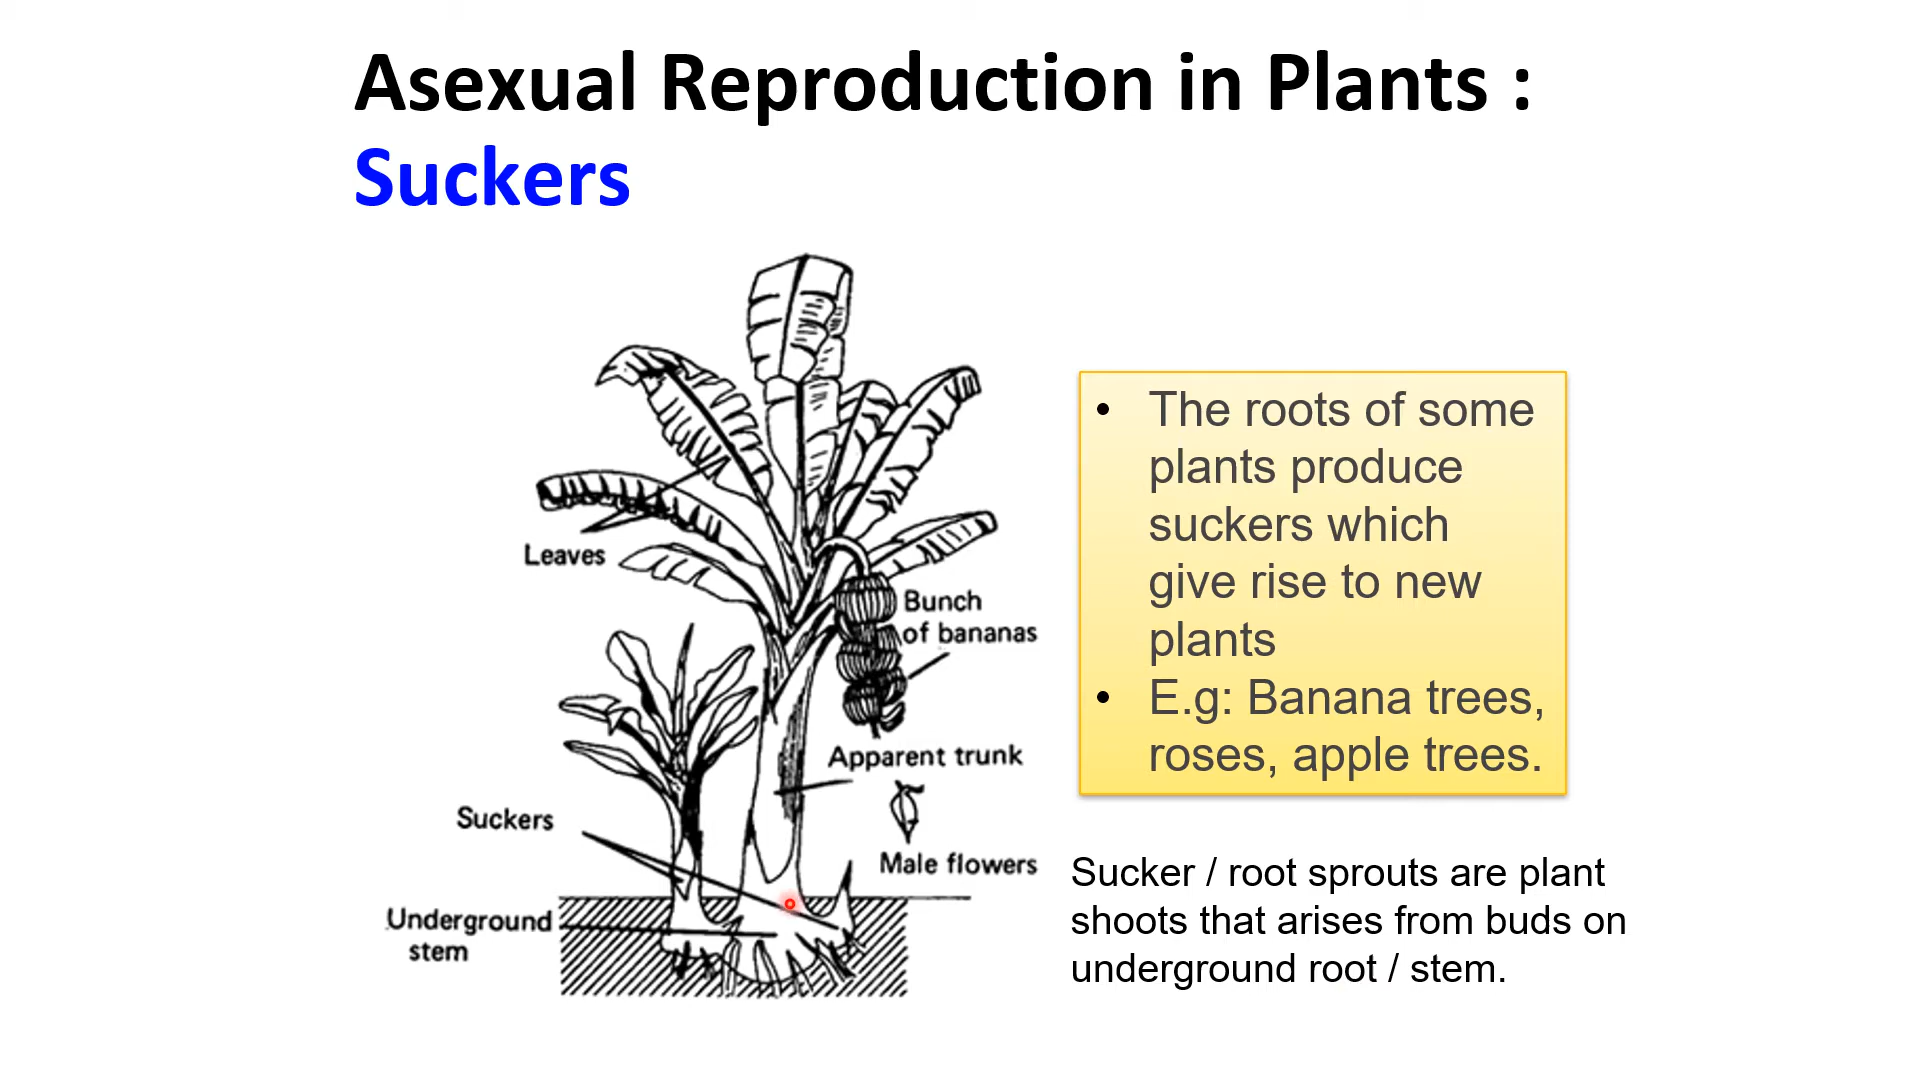 Asexual Reproduction in Plants :
Suckers
Leaves
Bunch
of bananas
Apparent trunk
Suckers
Male flowers
Underground
stem
• The roots of some
plants produce
suckers which
give rise to new
plants
• E.g: Banana trees,
roses, apple trees.
Sucker / root sprouts are plant
shoots that arises from buds on
underground root / stem.